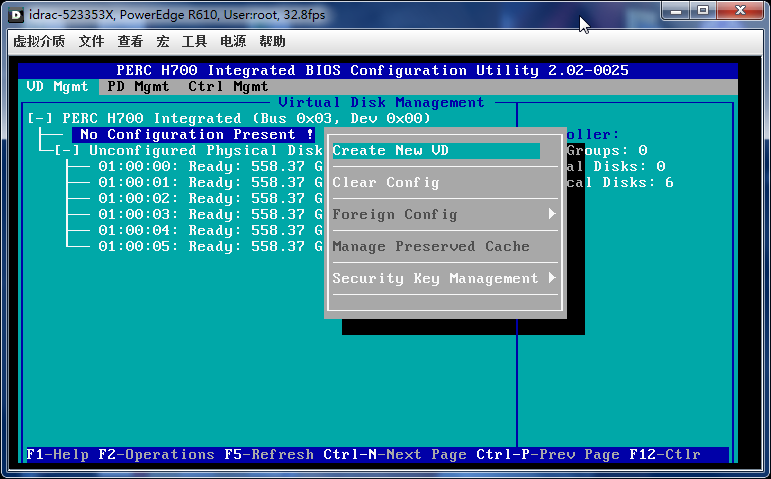 idrac-523353X, PowerEdge R610, User:root, 32.8fps
虚拟介质 文件 查看 宏 工具 电源 帮助
PERC H700 Integrated BIOS Configuration Utility 2.02-0025
VD Mgmt PD Mgmt Ctrl Mgmt
Virtual Disk Management
[-] PERC H700 Integrated (Bus 0x03, Dev 0x00)
No Configuration Present !
[-] Unconfigured Physical Disk
01:00:00: Ready: 558.37 G
01:00:01: Ready: 558.37 G
01:00:02: Ready: 558.37 G
01:00:03: Ready: 558.37 G
01:00:04: Ready: 558.37 G
01:00:05: Ready: 558.37 G
Create New VD
Clear Config
Foreign Config
Manage Preserved Cache
Security Key Management
oller:
Groups: 0
al Disks: 0
cal Disks: 6
F1-Help F2-Operations F5-Refresh Ctrl-N-Next Page Ctrl-P-Prev Page F12-Ctlr